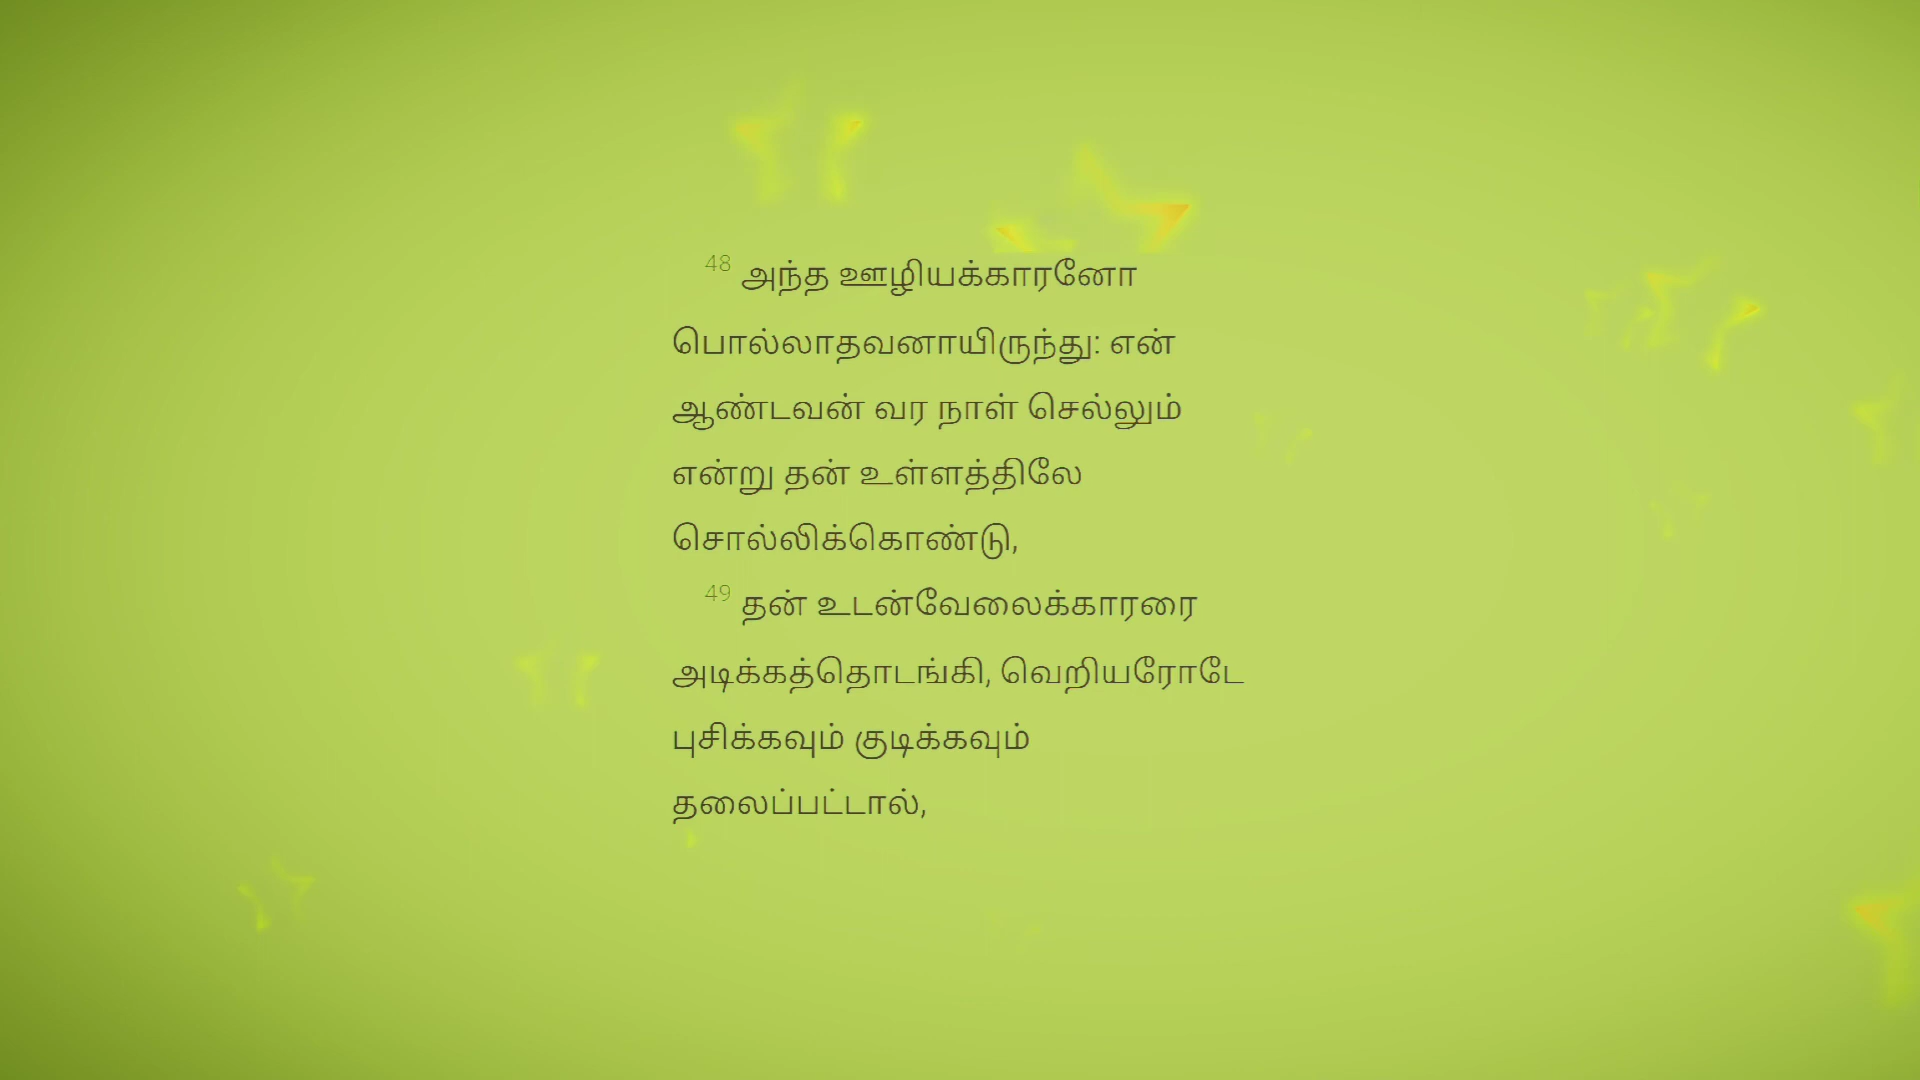 48 அந்த ஊழியக்காரனோ
பொல்லாதவனாயிருந்து: என்
ஆண்டவன் வர நாள் செல்லும்
என்று தன் உள்ளத்திலே
சொல்லிக்கொண்டு,
49 தன் உடன்வேலைக்காரரை
அடிக்கத்தொடங்கி, வெறியரோடே
புசிக்கவும் குடிக்கவும்
தலைப்பட்டால்,